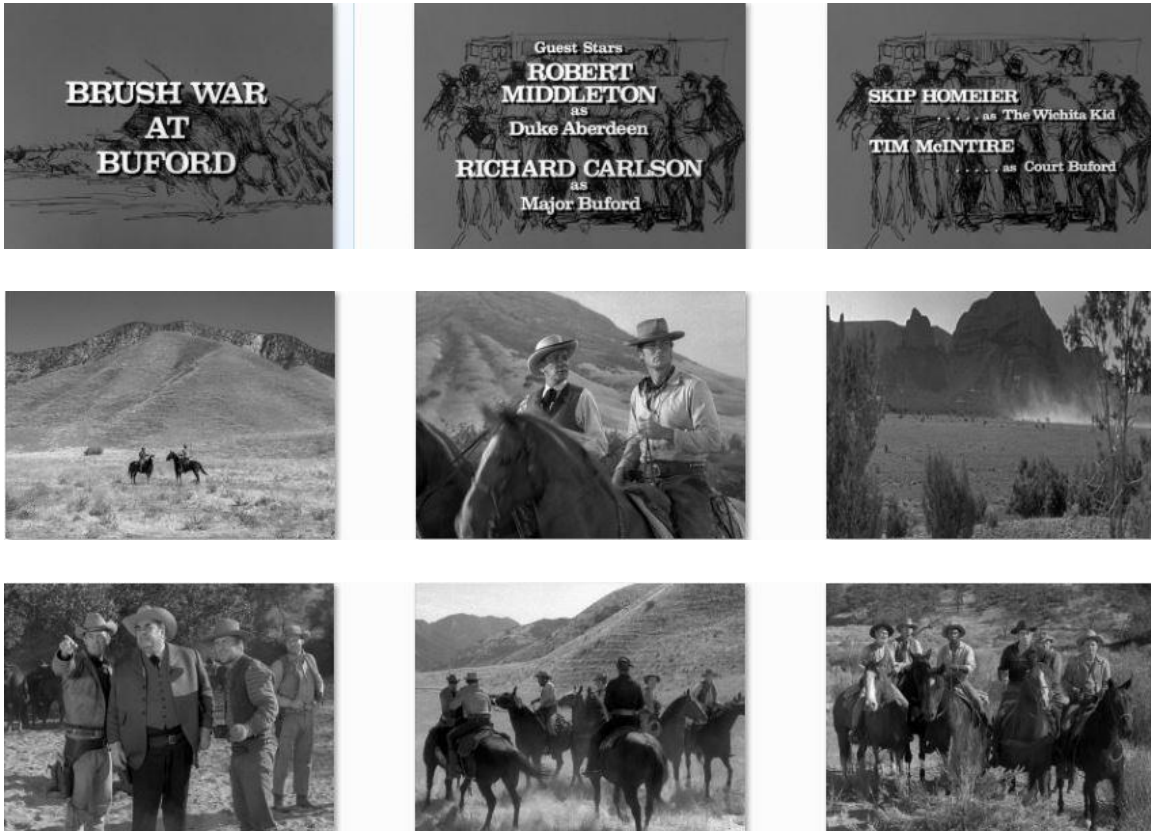 BRUSH WAR
AT
BUFORD
Guest Stars
ROBERT
MIDDLETON
as
Duke Aberdeen
RICHARD CARLSON
as
Major Buford
SKIP HOMEIER
. . . . . as The Wichita Kid
TIM McINTIRE
. . . . . as Court Buford